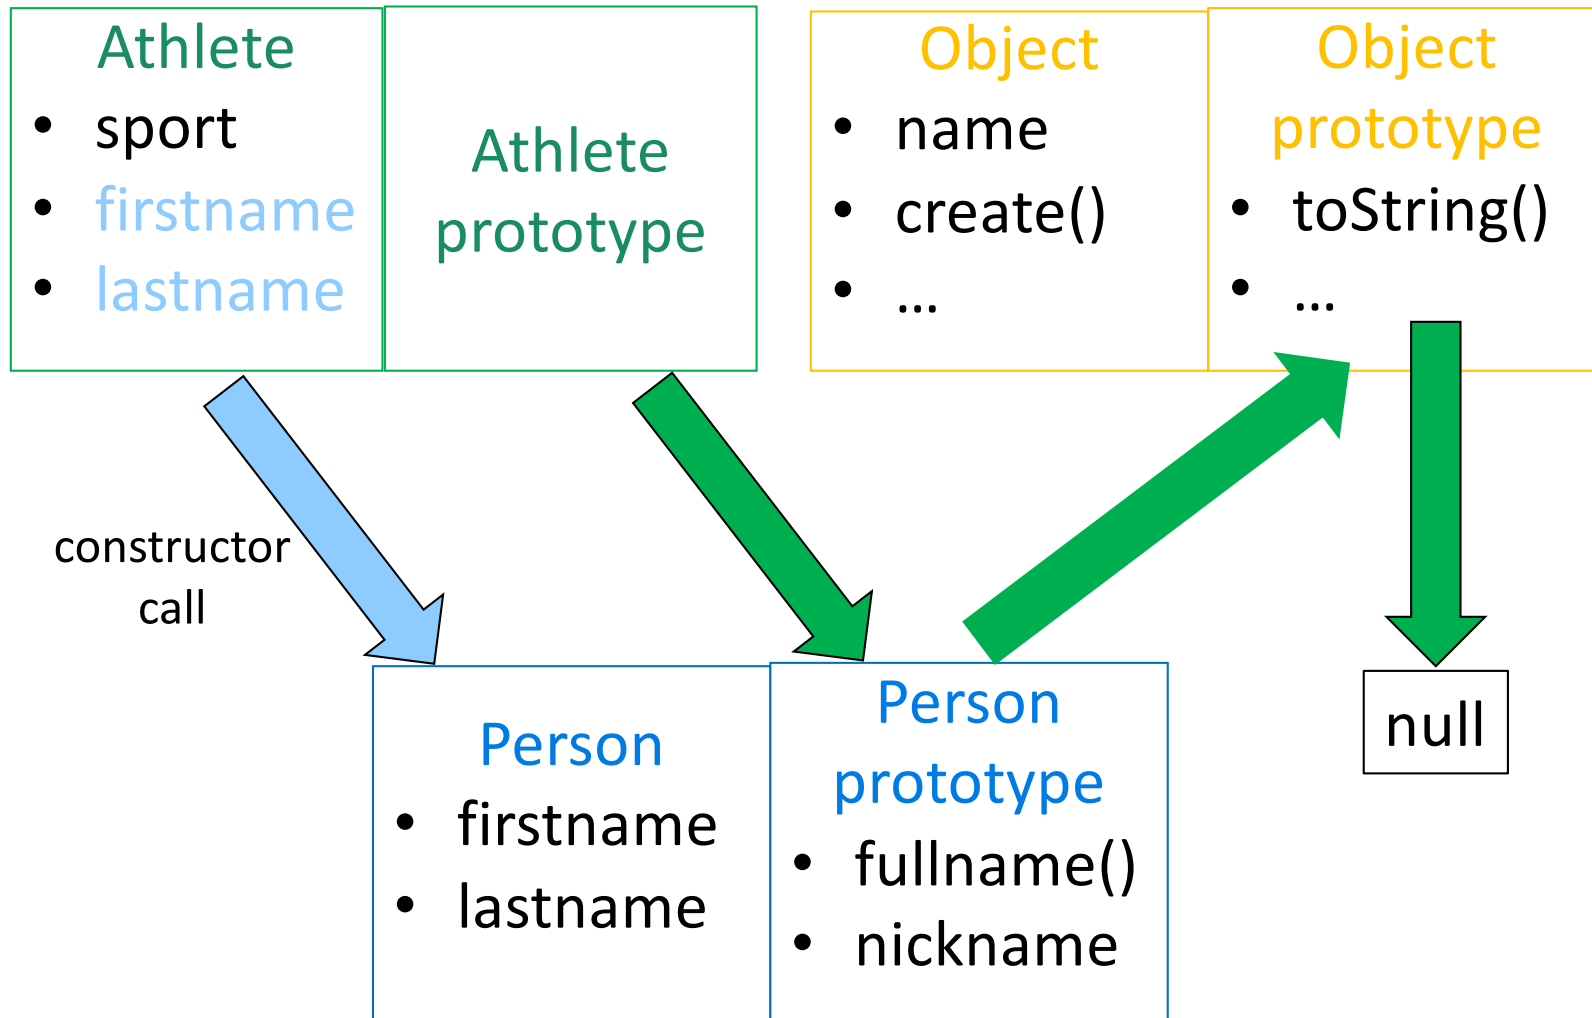 Athlete
• sport
• firstname
• lastname
Athlete
prototype
Object
• name
• create()
• ...
Object
prototype
• toString()
• ...
constructor
call
Person
• firstname
• lastname
Person
prototype
• fullname()
• nickname
null